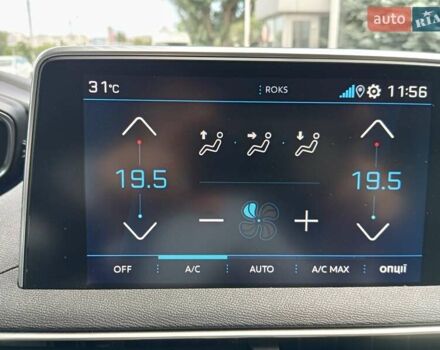 auto RIA
31°C ROKS 11:56
19.5 19.5
OFF A/C AUTO A/C MAX ОПЦІЇ